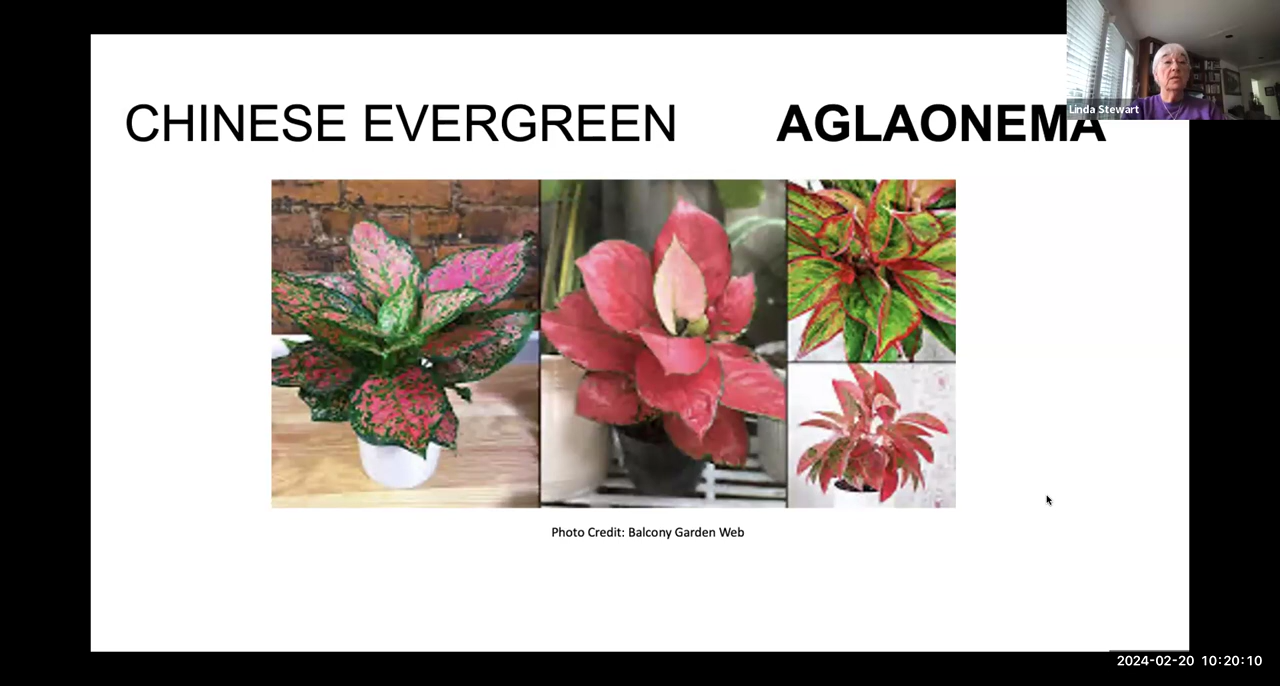 Linda Stewart
CHINESE EVERGREEN AGLAONEMA
Photo Credit: Balcony Garden Web
2024-02-20 10:20:10